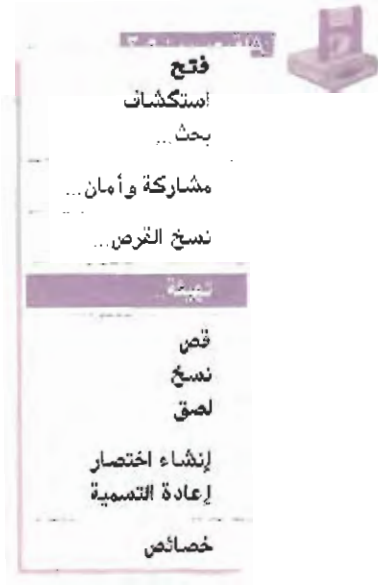 فتح
استكشاف
بحث...
مشاركة وأمان...
نسخ القرص...
تهيئة...
قص
نسخ
لصق
إنشاء اختصار
إعادة التسمية
خصائص